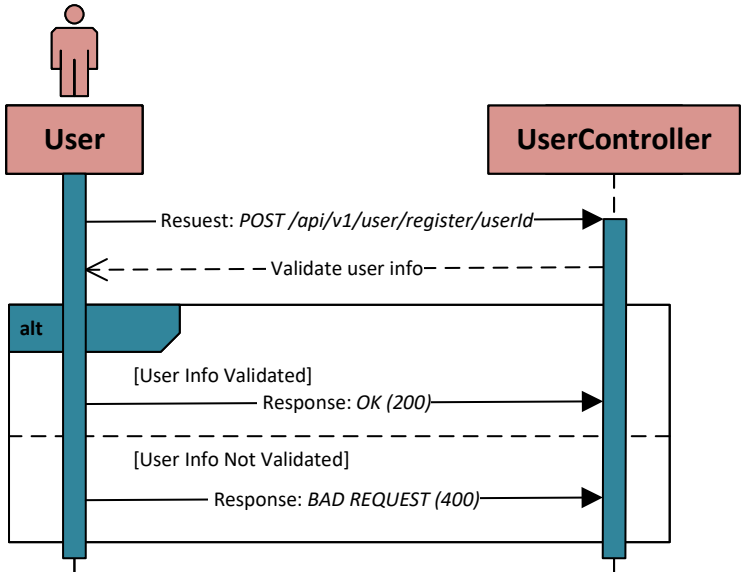 User
UserController
Resuest: POST /api/v1/user/register/userId
Validate user info
alt
[User Info Validated]
Response: OK (200)
[User Info Not Validated]
Response: BAD REQUEST (400)